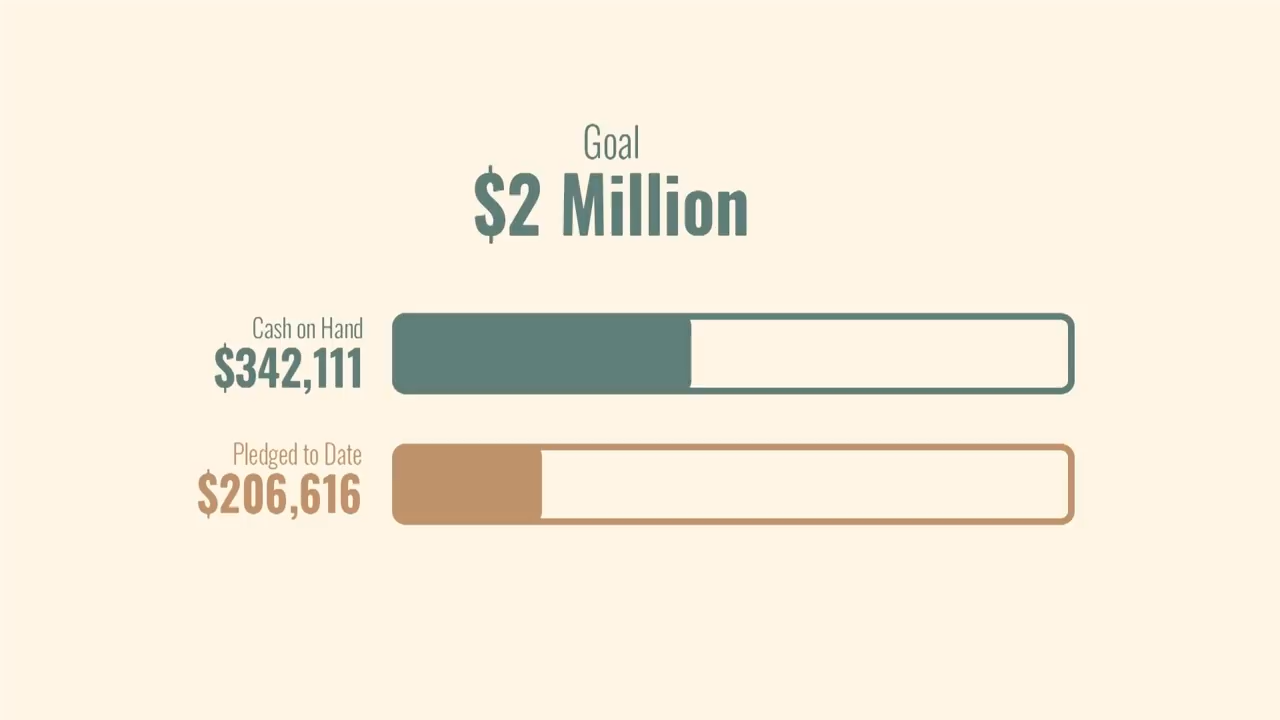 Goal
$2 Million
Cash on Hand
$342,111
Pledged to Date
$206,616